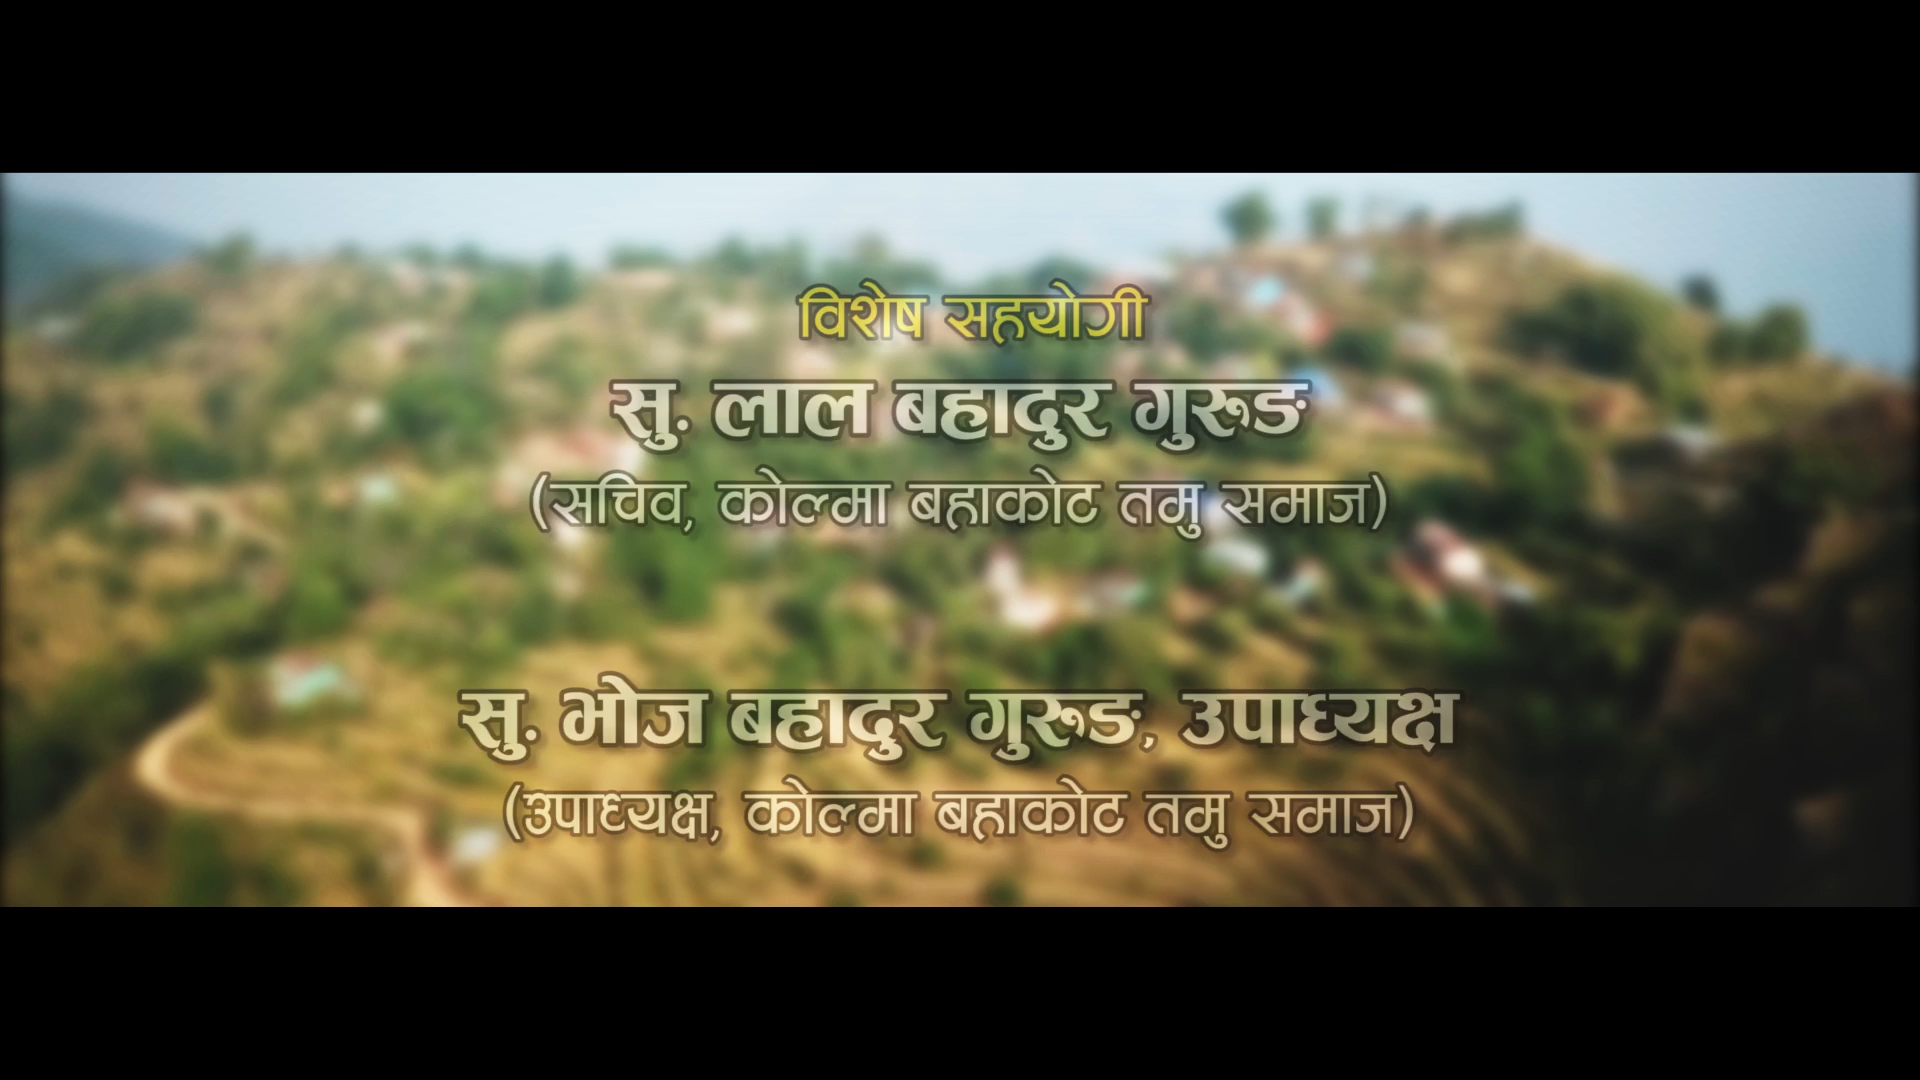 विशेष सहयोगी
सु. लाल बहादुर गुरुङ
(सचिव, कोल्मा बहाकोट तमु समाज)
सु. भोज बहादुर गुरुङ, उपाध्यक्ष
(उपाध्यक्ष, कोल्मा बहाकोट तमु समाज)